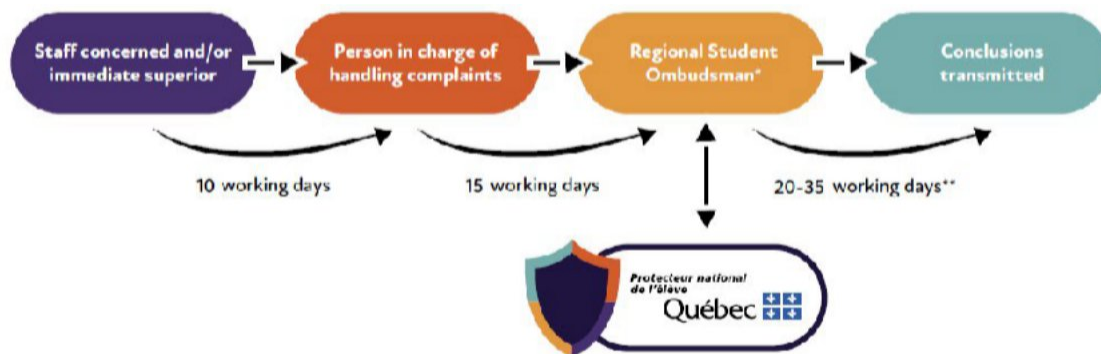 Staff concerned and/or
immediate superior
Person in charge of
handling complaints
Regional Student
Ombudsman*
Conclusions
transmitted
10 working days
15 working days
20-35 working days**
Protecteur national
de l'élève
Québec